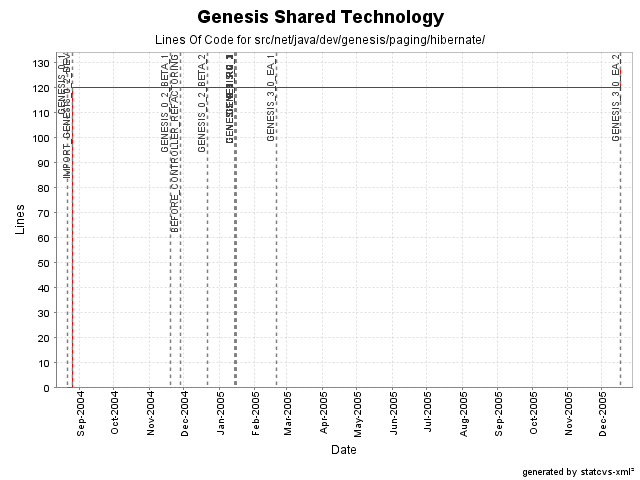 Genesis Shared Technology
Lines Of Code for src/net/java/dev/genesis/paging/hibernate/
Lines
130
120
110
100
90
80
70
60
50
40
30
20
10
0
IMPORT_GENESIS_0_2_DEV
GENESIS_0_2_BETA_1
BEFORE_CONTROLLER_REFACTORING
GENESIS_0_2_BETA_2
GENESIS_3_0_EA_1
GENESIS_3_0_EA_2
Sep-2004
Oct-2004
Nov-2004
Dec-2004
Jan-2005
Feb-2005
Mar-2005
Apr-2005
May-2005
Jun-2005
Jul-2005
Aug-2005
Sep-2005
Oct-2005
Nov-2005
Dec-2005
Date
generated by statcvs-xml²